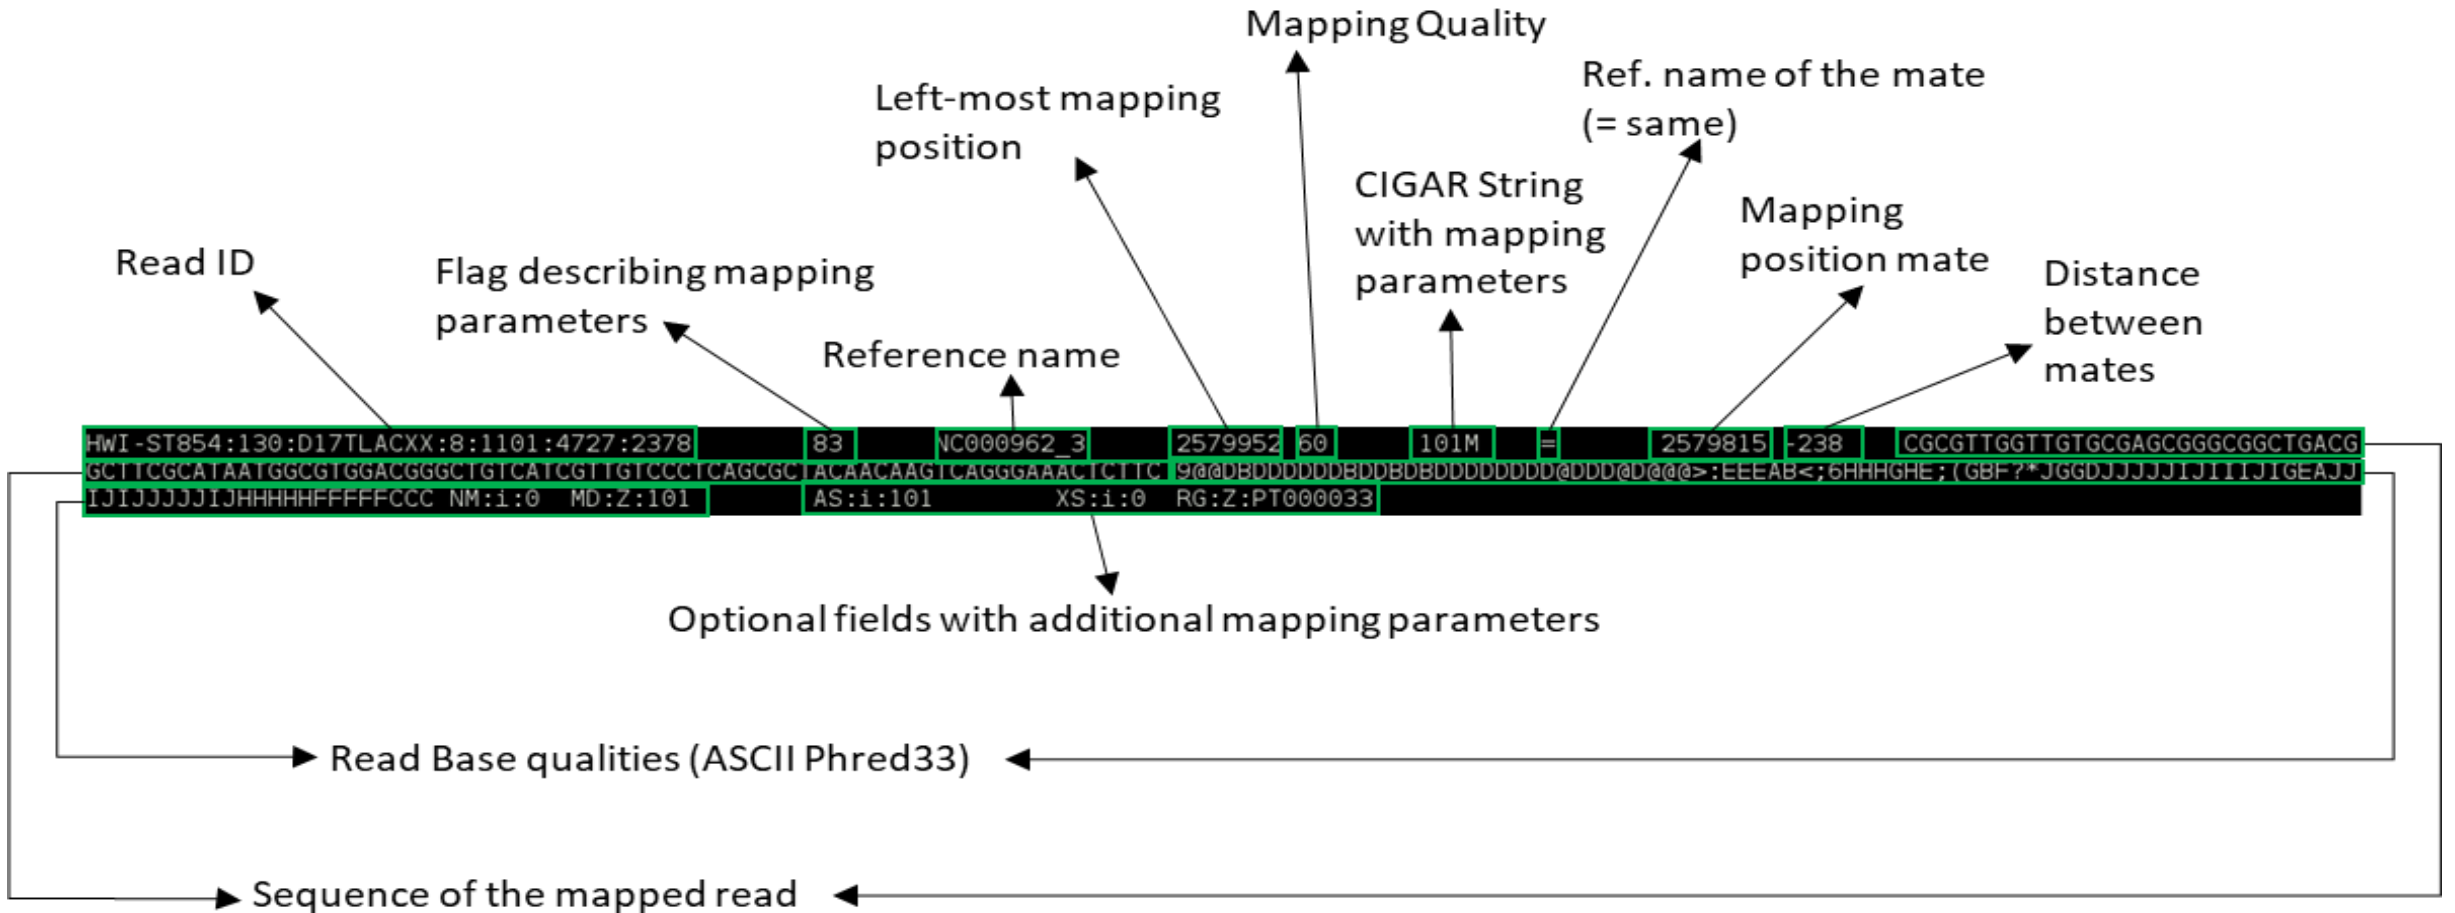 Mapping Quality
Ref. name of the mate
(= same)
Left-most mapping
position
CIGAR String
with mapping
parameters
Mapping
position mate
Read ID
Flag describing mapping
parameters
Distance
between
mates
Reference name
HWI-ST854:130:D17TLACXX:8:1101:4727:2378 83 NC000962_3 2579952 60 101M = 2579815 -238 CGCGTTGGTTGTGCGAGCGGGCGGCTGACG
GCTTCGCATAATGGCGTGGACGGGCTGTCATCGTTGTCCCTCAGCGCTACAACAAGTCAGGGAAACTCTTC 9@@DBDDDDDDBDDBDBDDDDDDDD@DDD@D@@@>:EEEAB<;6HHHGHE;(GBF?*JGGDJJJJJIJIIIJIGEAJJ
IJIJJJJJIJHHHHHFFFFFCCC NM:i:0 MD:Z:101 AS:i:101 XS:i:0 RG:Z:PT000033
Optional fields with additional mapping parameters
Read Base qualities (ASCII Phred33)
Sequence of the mapped read